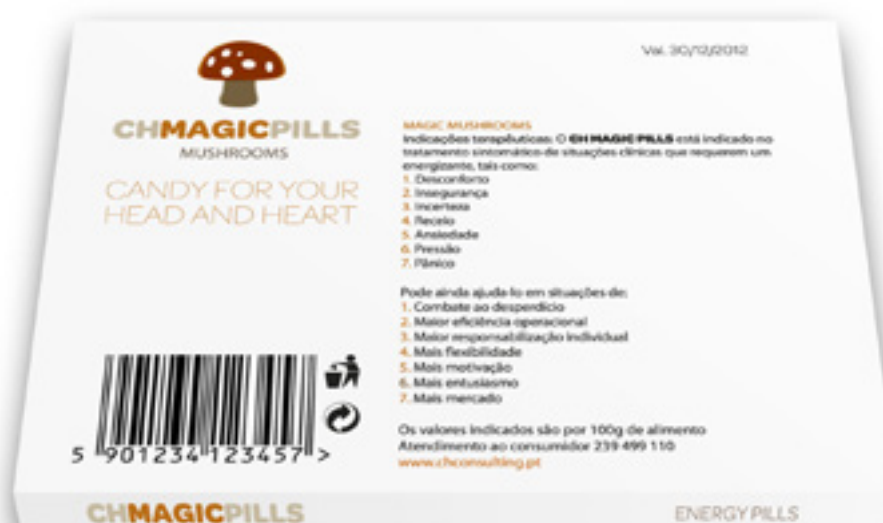 CHMAGICPILLS
MUSHROOMS
CANDY FOR YOUR
HEAD AND HEART
Val. 30/12/2012
MAGIC MUSHROOMS
Indicações terapêuticas: O CH MAGIC PILLS está indicado no
tratamento sintomático de situações clínicas que requerem um
energizante, tais como:
1. Desconforto
2. Insegurança
3. Incerteza
4. Receio
5. Ansiedade
6. Pressão
7. Pânico
Pode ainda ajuda-lo em situações de:
1. Combate ao desperdício
2. Maior eficiência operacional
3. Maior responsabilização individual
4. Mais flexibilidade
5. Mais motivação
6. Mais entusiasmo
7. Mais mercado
Os valores indicados são por 100g de alimento
Atendimento ao consumidor 239 499 110
www.chconsulting.pt
5 901234 123457 >
CHMAGICPILLS
ENERGY PILLS